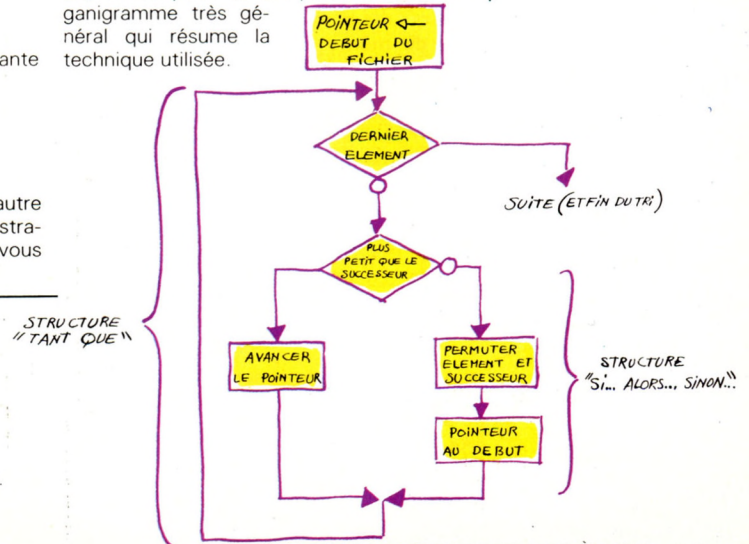 ganigramme très gé-
néral qui résume la
technique utilisée.
ante
autre
stra-
vous
POINTEUR
DEBUT DU
FICHIER
DERNIER
ELEMENT
SUITE (ET FIN DU TRI)
PLUS
PETIT QUE LE
SUCCESSEUR
STRUCTURE
"TANT QUE"
AVANCER
LE POINTEUR
PERMUTER
ELEMENT ET
SUCCESSEUR
STRUCTURE
"SI... ALORS... SINON..."
POINTEUR
AU DEBUT